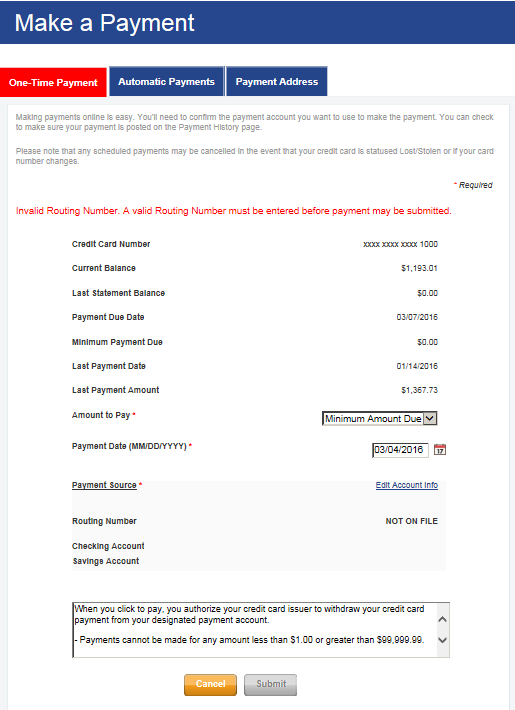 Make a Payment
One-Time Payment Automatic Payments Payment Address
Making payments online is easy. You'll need to confirm the payment account you want to use to make the payment. You can check
to make sure your payment is posted on the Payment History page.
Please note that any scheduled payments may be cancelled in the event that your credit card is statused Lost/Stolen or if your card
number changes.
* Required
Invalid Routing Number. A valid Routing Number must be entered before payment may be submitted.
Credit Card Number xxxx xxxx xxxx 1000
Current Balance $1,193.01
Last Statement Balance $0.00
Payment Due Date 03/07/2016
Minimum Payment Due $0.00
Last Payment Date 01/14/2016
Last Payment Amount $1,367.73
Amount to Pay * Minimum Amount Due
Payment Date (MM/DD/YYYY) * 03/04/2016 17
Payment Source * Edit Account Info
Routing Number NOT ON FILE
Checking Account
Savings Account
When you click to pay, you authorize your credit card issuer to withdraw your credit card
payment from your designated payment account.
- Payments cannot be made for any amount less than $1.00 or greater than $99,999.99.
Cancel Submit